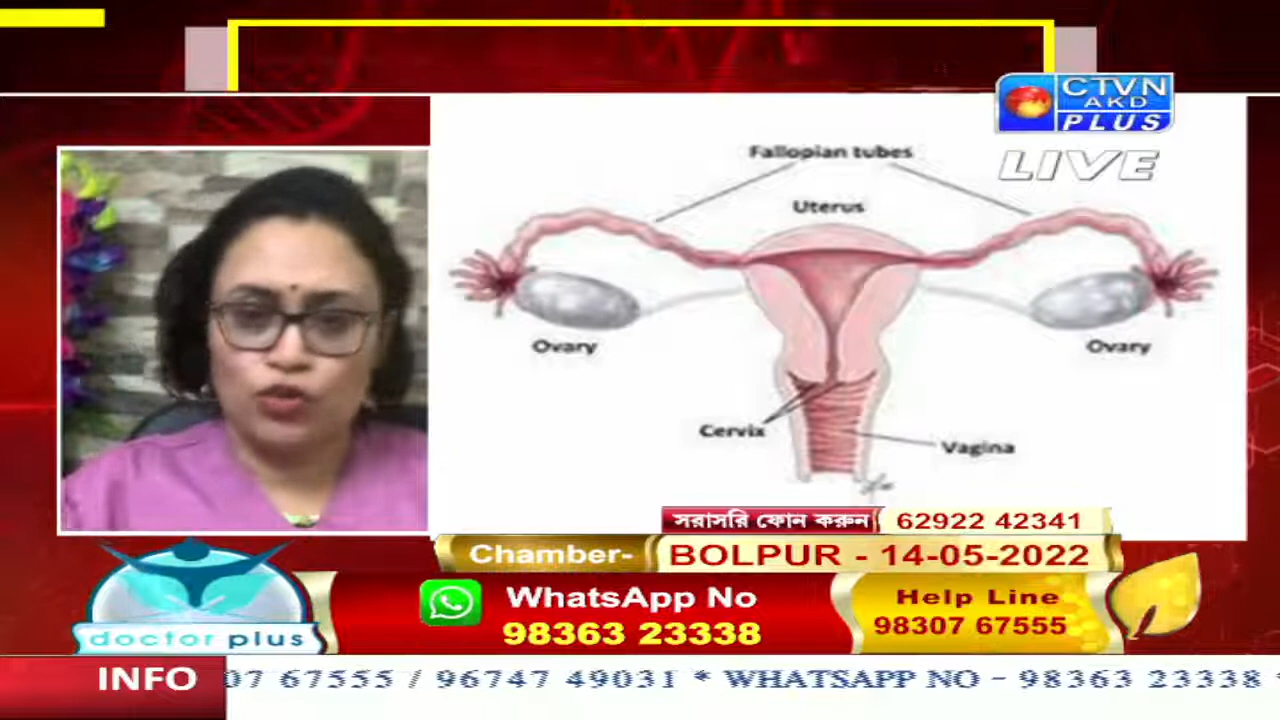 CTVN
AKD
PLUS
LIVE
Fallopian tubes
Uterus
Ovary
Ovary
Cervix
Vagina
সরাসরি ফোন করুন 62922 42341
Chamber- BOLPUR - 14-05-2022
doctor plus
WhatsApp No
98363 23338
Help Line
98307 67555
INFO 07 67555 / 96747 49031 * WHATSAPP NO - 98363 23338 *